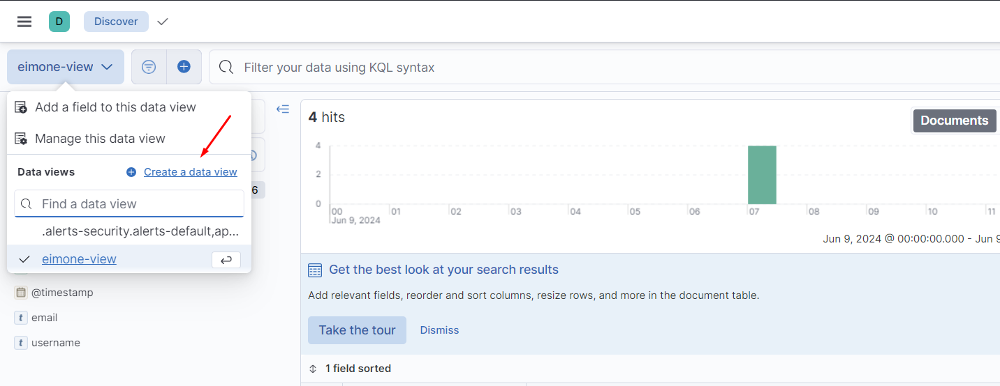 D Discover
eimone-view Filter your data using KQL syntax
Add a field to this data view
Manage this data view
Data views Create a data view
Find a data view
.alerts-security.alerts-default,ap...
eimone-view
6
@timestamp
email
username
4 hits
Documents
4
2
0
00 01 02 03 04 05 06 07 08 09 10 11
Jun 9, 2024
Jun 9, 2024 @ 00:00:00.000 - Jun 9
Get the best look at your search results
Add relevant fields, reorder and sort columns, resize rows, and more in the document table.
Take the tour Dismiss
1 field sorted